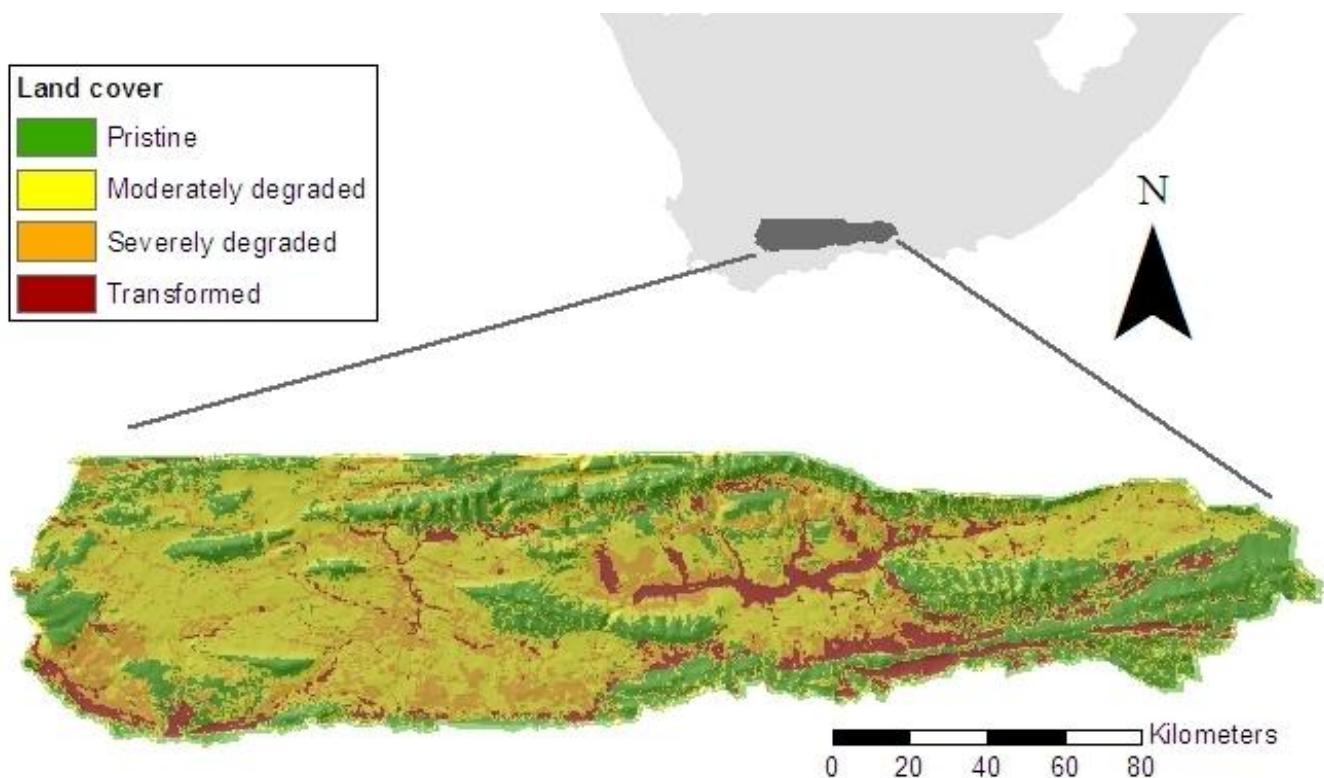 Land cover
Pristine
Moderately degraded
Severely degraded
Transformed
N
Kilometers
0 20 40 60 80